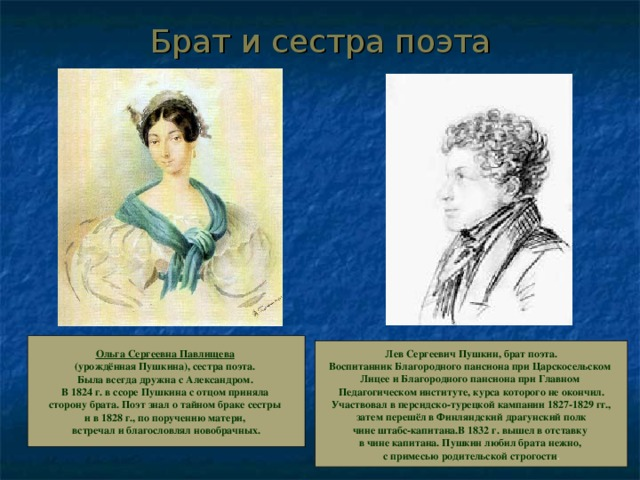 Брат и сестра поэта
Ольга Сергеевна Павлищева
(урождённая Пушкина), сестра поэта.
Была всегда дружна с Александром.
В 1824 г. в ссоре Пушкина с отцом приняла
сторону брата. Поэт знал о тайном браке сестры
и в 1828 г., по поручению матери,
встречал и благословлял новобрачных.
Лев Сергеевич Пушкин, брат поэта.
Воспитанник Благородного пансиона при Царскосельском
Лицее и Благородного пансиона при Главном
Педагогическом институте, курса которого не окончил.
Участвовал в персидско-турецкой кампании 1827-1829 гг.,
затем перешёл в Финляндский драгунский полк
чине штабс-капитана.В 1832 г. вышел в отставку
в чине капитана. Пушкин любил брата нежно,
с примесью родительской строгости